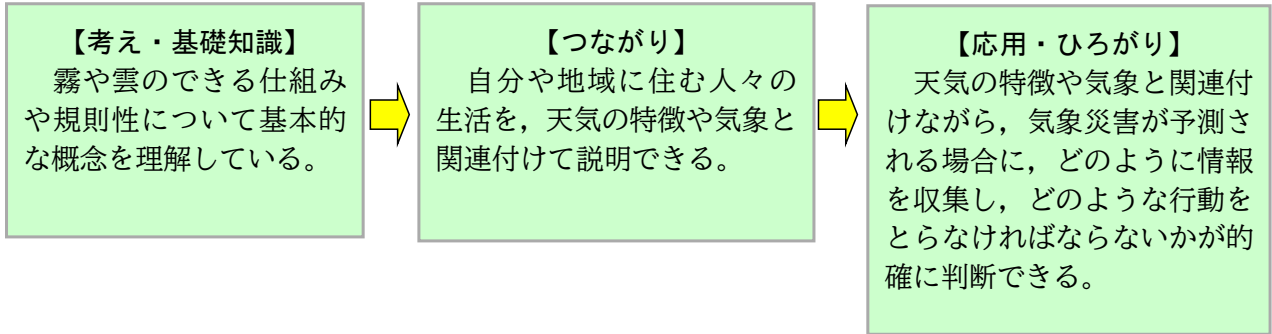 【考え・基礎知識】
霧や雲のできる仕組み
や規則性について基本的
な概念を理解している。
【つながり】
自分や地域に住む人々の
生活を，天気の特徴や気象と
関連付けて説明できる。
【応用・ひろがり】
天気の特徴や気象と関連付
けながら，気象災害が予測さ
れる場合に，どのように情報
を収集し，どのような行動を
とらなければならないかが的
確に判断できる。